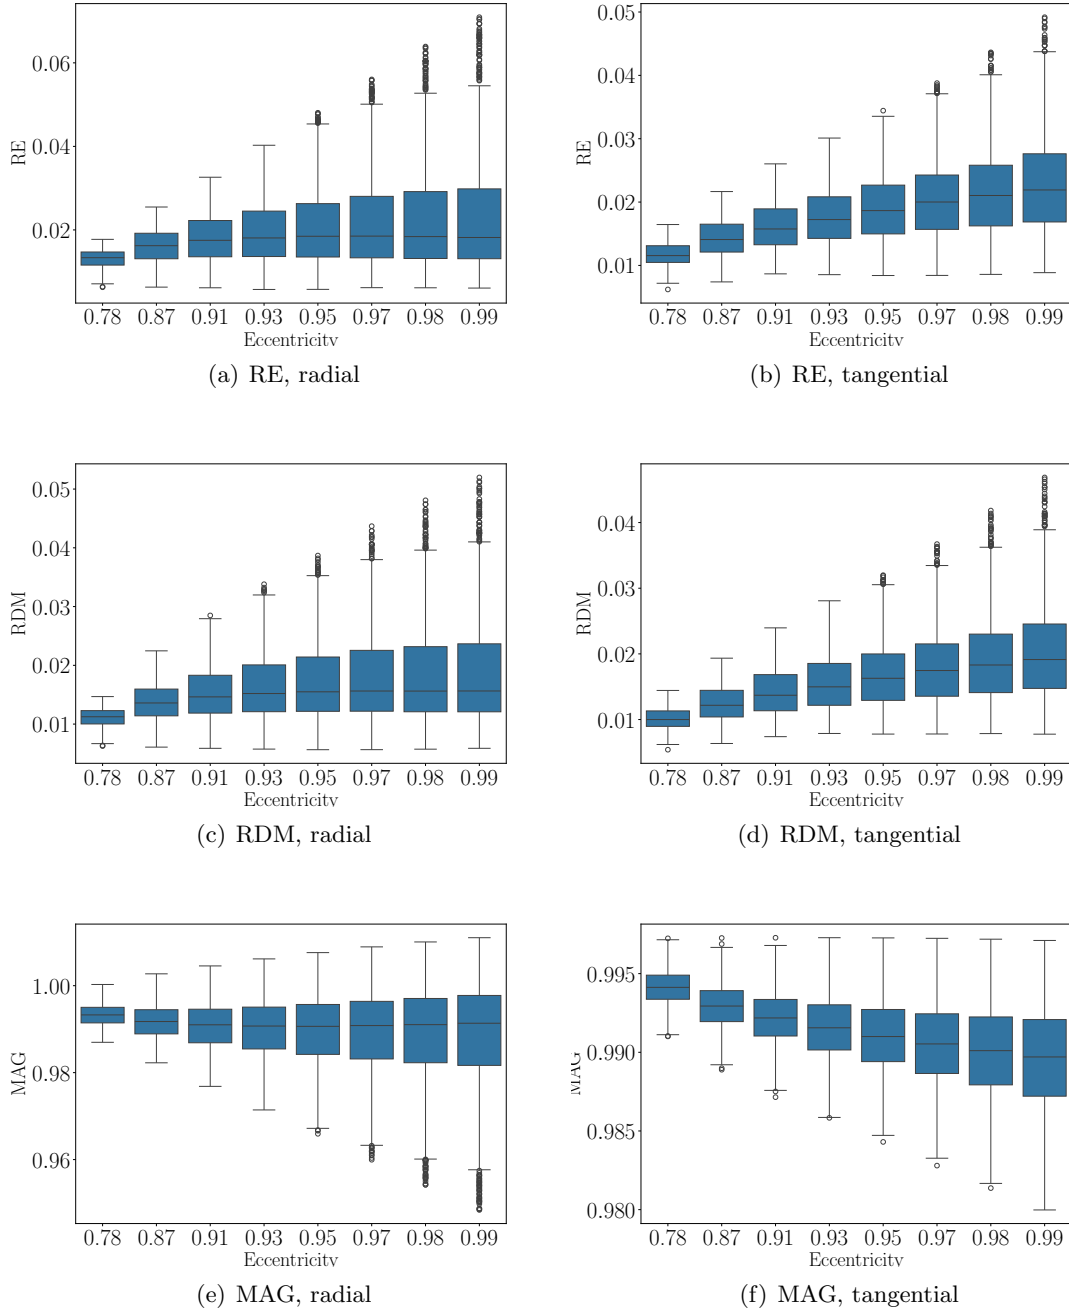 0.06
0.04
0.02
RE
0.78 0.87 0.91 0.93 0.95 0.97 0.98 0.99
Eccentricity
(a) RE, radial
0.05
0.04
0.03
0.02
0.01
RE
0.78 0.87 0.91 0.93 0.95 0.97 0.98 0.99
Eccentricity
(b) RE, tangential
0.05
0.04
0.03
0.02
0.01
RDM
0.78 0.87 0.91 0.93 0.95 0.97 0.98 0.99
Eccentricity
(c) RDM, radial
0.04
0.03
0.02
0.01
RDM
0.78 0.87 0.91 0.93 0.95 0.97 0.98 0.99
Eccentricity
(d) RDM, tangential
1.00
0.98
0.96
MAG
0.78 0.87 0.91 0.93 0.95 0.97 0.98 0.99
Eccentricity
(e) MAG, radial
0.995
0.990
0.985
0.980
MAG
0.78 0.87 0.91 0.93 0.95 0.97 0.98 0.99
Eccentricity
(f) MAG, tangential